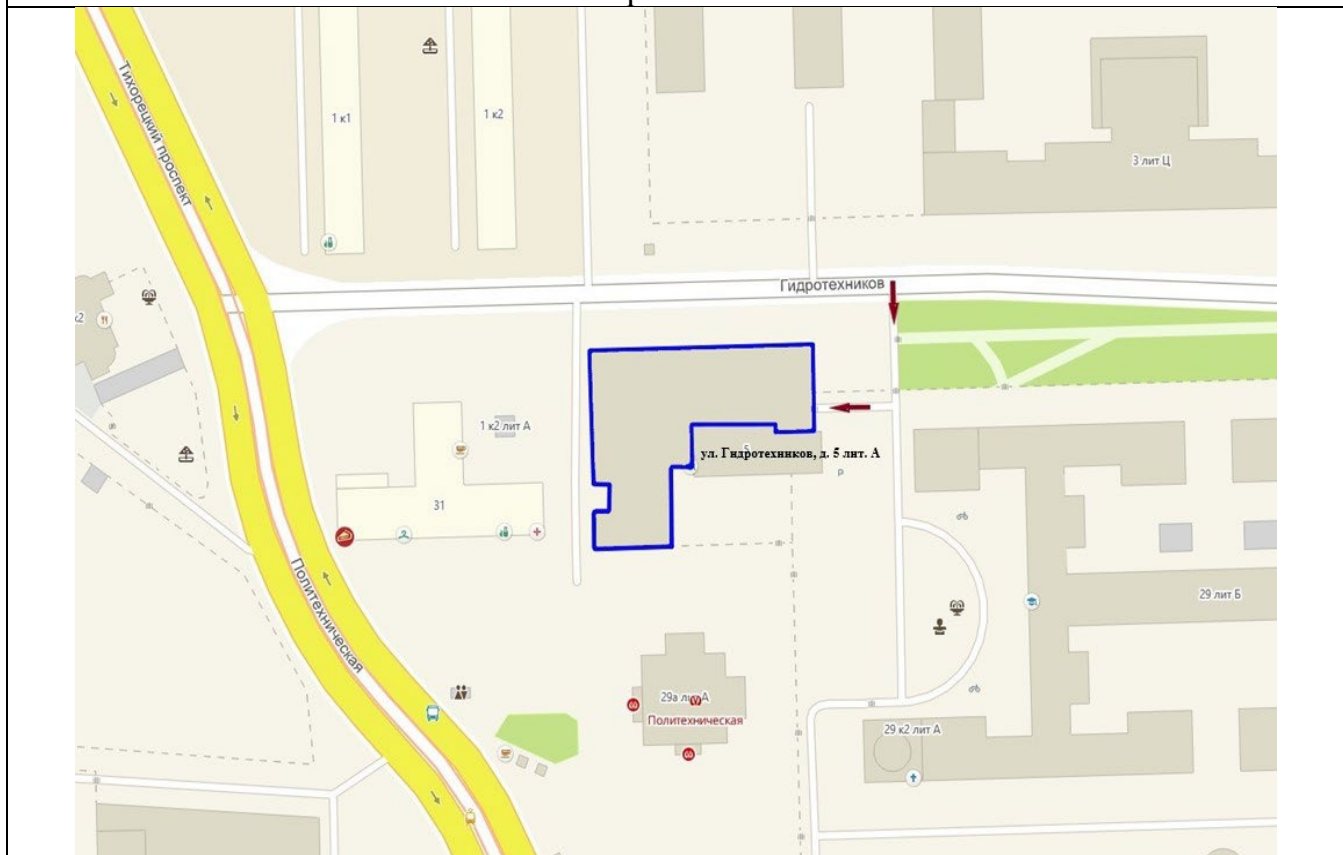 Тихорецкий проспект
1 к1
1 к2
3 лит Ц
Гидротехников
к2
1 к2 лит А
5
ул. Гидротехников, д. 5 лит. А
31
P
Политехническая
29 лит Б
29а лит А
Политехническая
29 к2 лит А